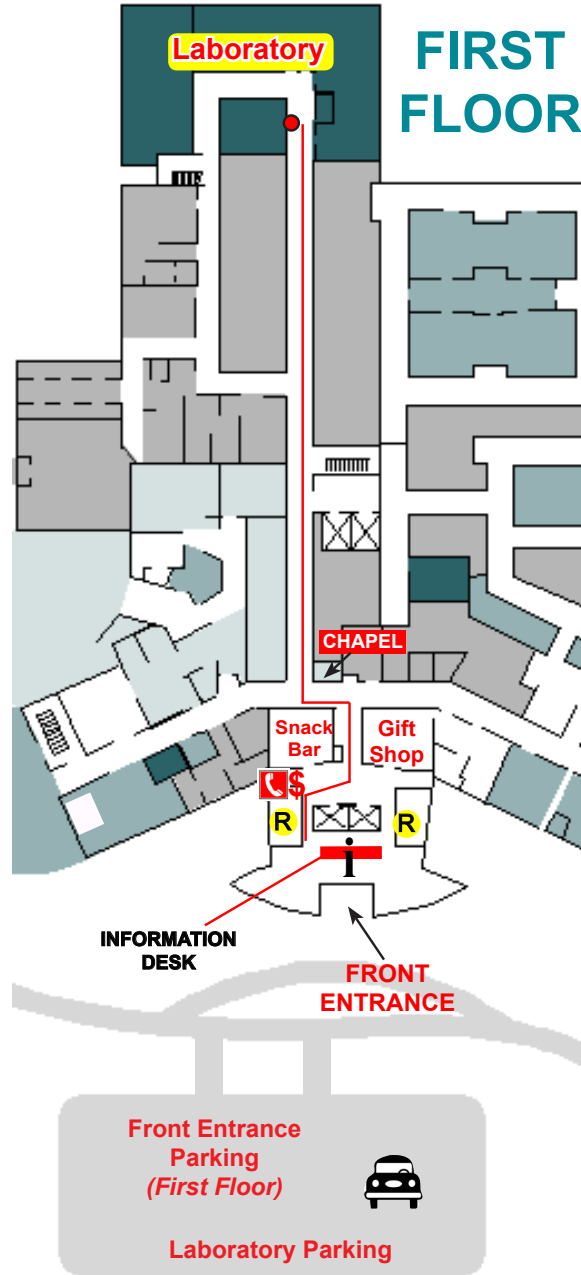 FIRST
FLOOR
Laboratory
CHAPEL
Snack
Bar
Gift
Shop
$
R
R
i
INFORMATION
DESK
FRONT
ENTRANCE
Front Entrance
Parking
(First Floor)
Laboratory Parking